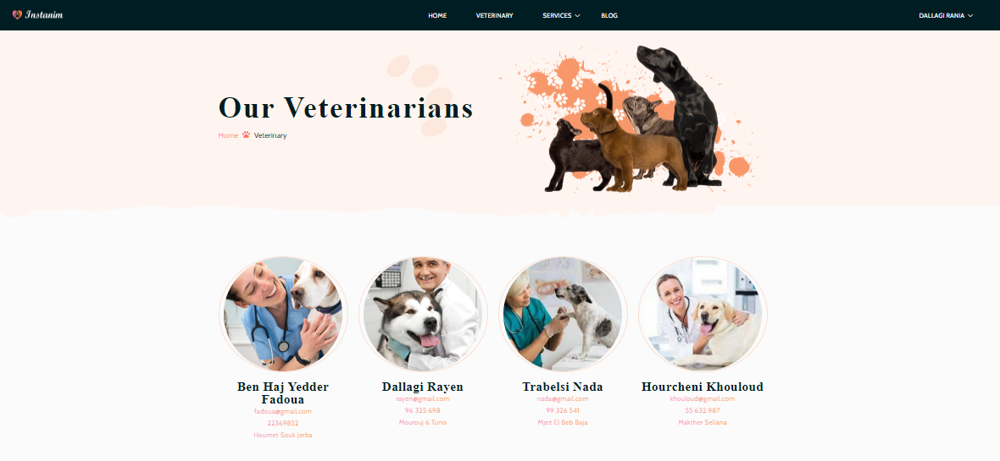 Instanim
HOME
VETERINARY
SERVICES
BLOG
DALLAGI RANIA
Our Veterinarians
Home Veterinary
Ben Haj Yedder
Fadoua
fadoua@gmail.com
22369852
Houmet Souk Jerba
Dallagi Rayen
rayen@gmail.com
96 325 698
Mourouj 6 Tunis
Trabelsi Nada
nada@gmail.com
99 326 541
Mjez El Beb Baja
Hourcheni Khouloud
khouloud@gmail.com
55 632 987
Makther Seliana